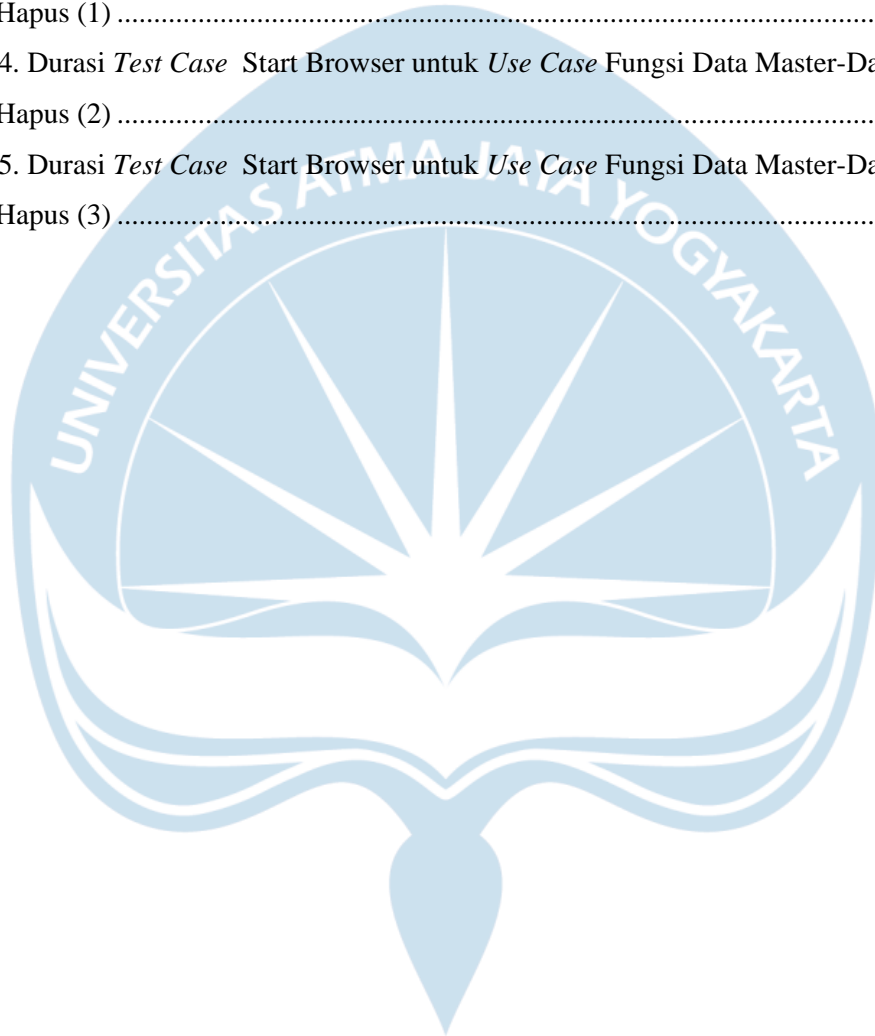 Hapus (1) ................................................................................................
4. Durasi Test Case  Start Browser untuk Use Case Fungsi Data Master-Da
Hapus (2) ................................................................................................
5. Durasi Test Case  Start Browser untuk Use Case Fungsi Data Master-Da
Hapus (3) ................................................................................................
UNIVERSITAS ATMA JAYA YOGYAKARTA